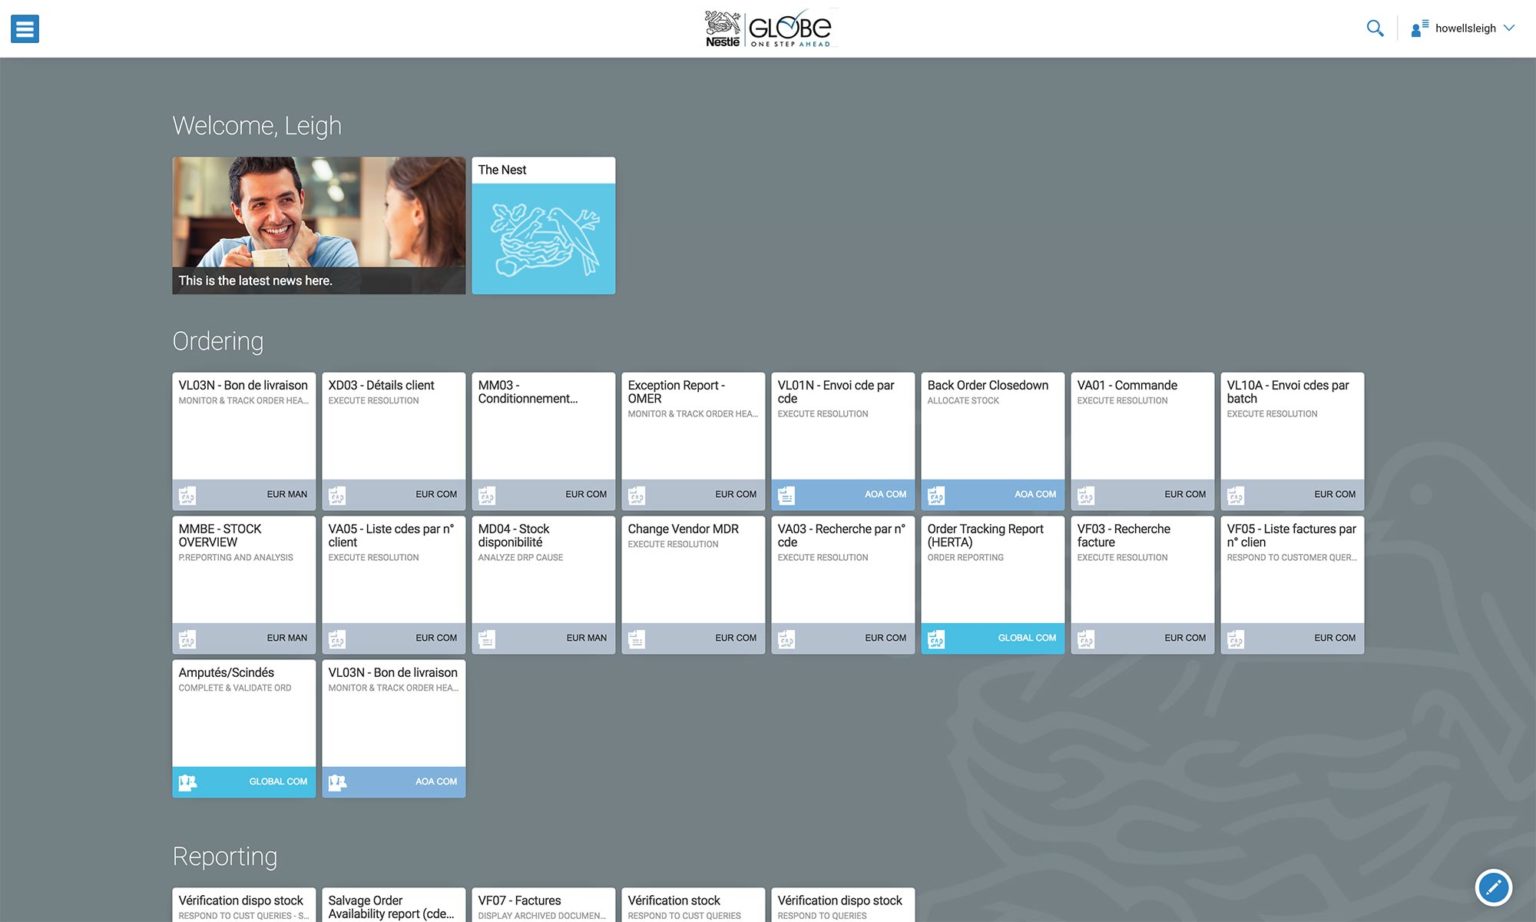 Nestlé
GLOBE
ONE STEP AHEAD
howellsleigh
Welcome, Leigh
This is the latest news here.
The Nest
Ordering
VL03N - Bon de livraison
MONITOR & TRACK ORDER HEA...
EUR MAN
XD03 - Détails client
EXECUTE RESOLUTION
EUR COM
MM03 -
Conditionnement...
EUR COM
Exception Report -
OMER
MONITOR & TRACK ORDER HEA...
EUR COM
VL01N - Envoi cde par
cde
EXECUTE RESOLUTION
AOA COM
Back Order Closedown
ALLOCATE STOCK
AOA COM
VA01 - Commande
EXECUTE RESOLUTION
EUR COM
VL10A - Envoi cdes par
batch
EXECUTE RESOLUTION
EUR COM
MMBE - STOCK
OVERVIEW
P.REPORTING AND ANALYSIS
EUR MAN
VA05 - Liste cdes par n°
client
EXECUTE RESOLUTION
EUR COM
MD04 - Stock
disponibilité
ANALYZE DRP CAUSE
EUR MAN
Change Vendor MDR
EXECUTE RESOLUTION
EUR COM
VA03 - Recherche par n°
cde
EXECUTE RESOLUTION
EUR COM
Order Tracking Report
(HERTA)
ORDER REPORTING
GLOBAL COM
VF03 - Recherche
facture
EXECUTE RESOLUTION
EUR COM
VF05 - Liste factures par
n° clien
RESPOND TO CUSTOMER QUER...
EUR COM
Amputés/Scindés
COMPLETE & VALIDATE ORD
GLOBAL COM
VL03N - Bon de livraison
MONITOR & TRACK ORDER HEA...
AOA COM
Reporting
Vérification dispo stock
RESPOND TO CUST QUERIES - S...
Salvage Order
Availability report (cde...
VF07 - Factures
DISPLAY ARCHIVED DOCUMEN...
Vérification stock
RESPOND TO CUST QUERIES
Vérification dispo stock
RESPOND TO QUERIES